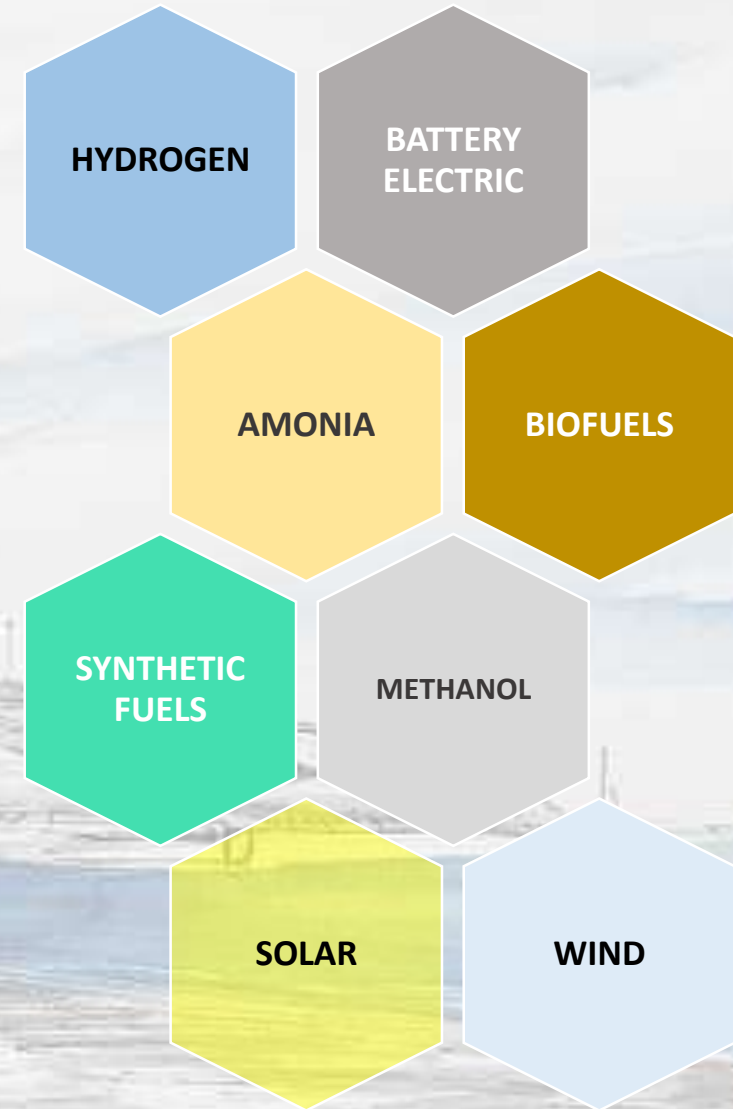 HYDROGEN
BATTERY
ELECTRIC
AMONIA
BIOFUELS
SYNTHETIC
FUELS
METHANOL
SOLAR
WIND